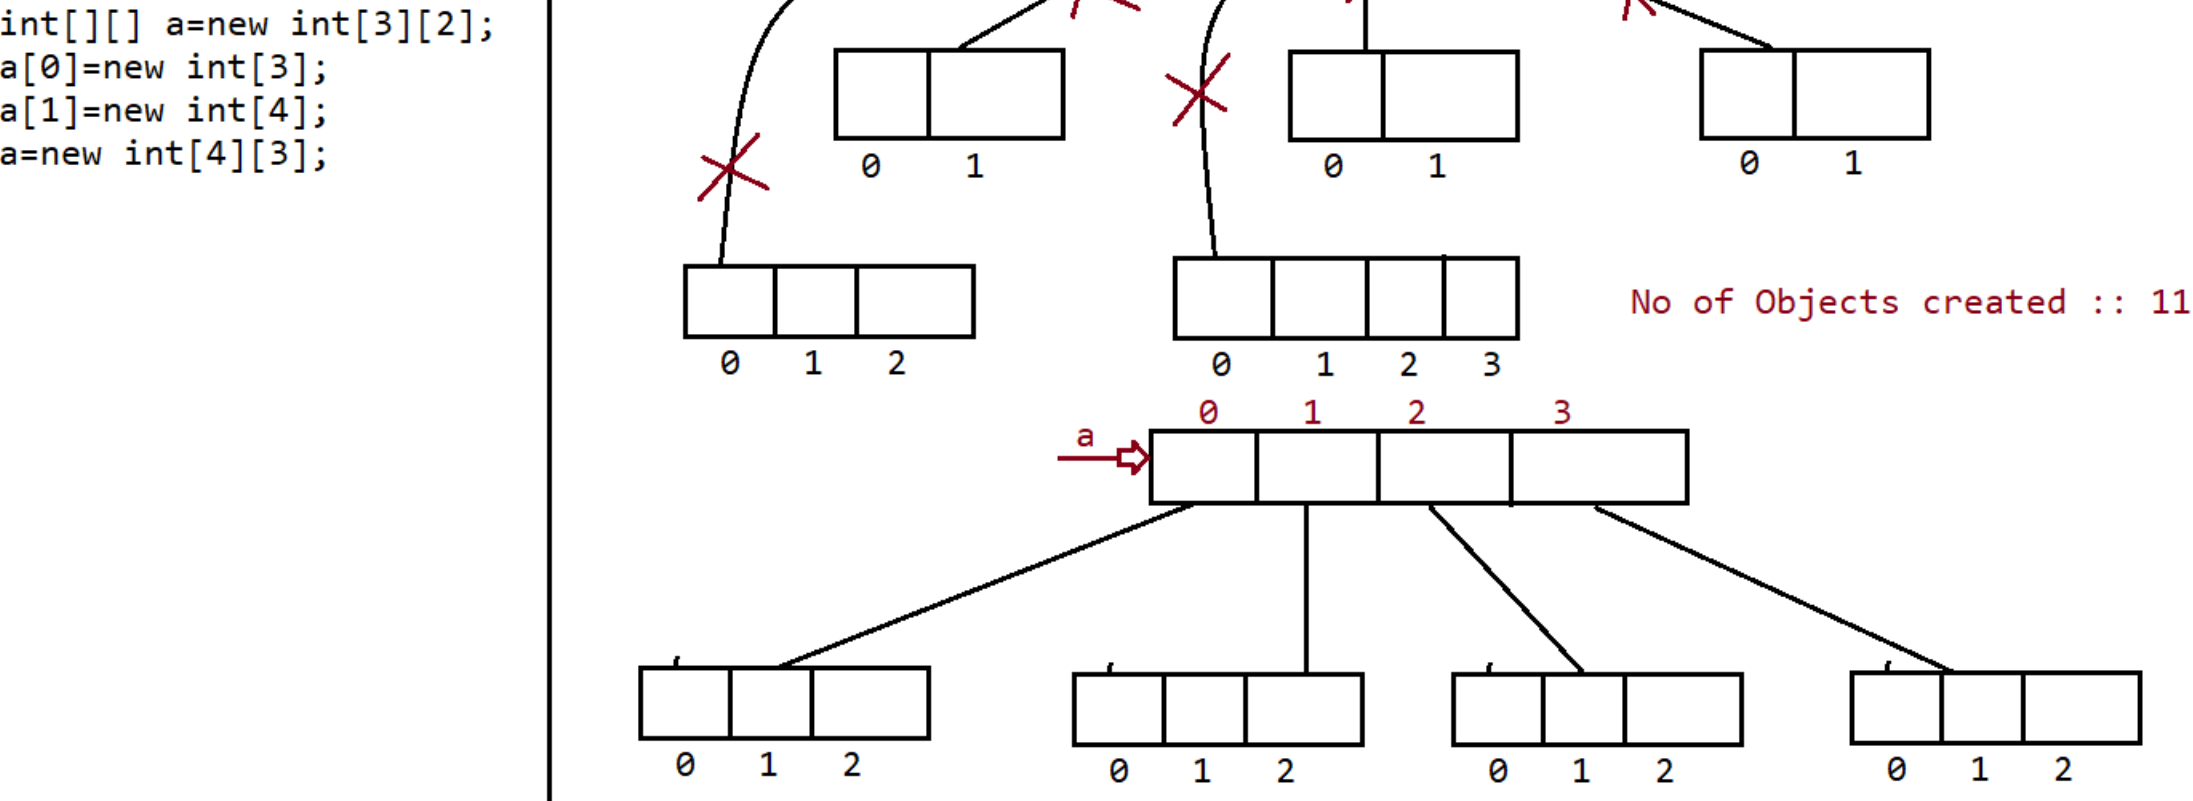 int[][] a=new int[3][2];
a[0]=new int[3];
a[1]=new int[4];
a=new int[4][3];
0 1
0 1
0 1
0 1 2
0 1 2 3
No of Objects created :: 11
0 1 2 3
a
0 1 2
0 1 2
0 1 2
0 1 2